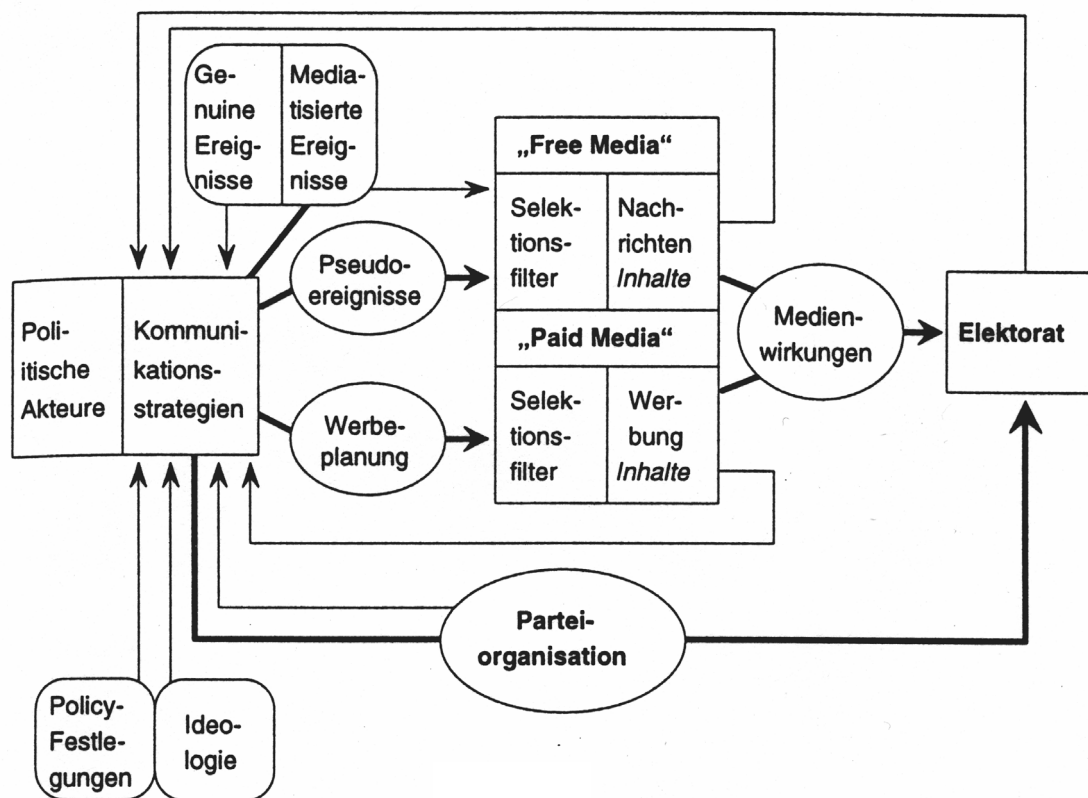 Ge-
nuine
Ereig-
nisse
Media-
tisierte
Ereig-
nisse
„Free Media“
Selek-
tions-
filter
Nach-
richten
Inhalte
Pseudo-
ereignisse
Poli-
itische
Akteure
Kommuni-
kations-
strategien
Medien-
wirkungen
Elektorat
„Paid Media“
Selek-
tions-
filter
Wer-
bung
Inhalte
Werbe-
planung
Partei-
organisation
Policy-
Festle-
gungen
Ideo-
logie